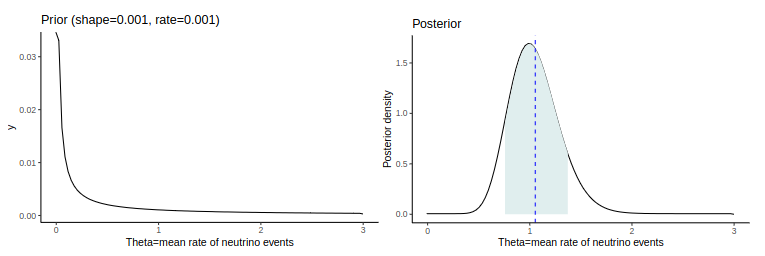 Prior (shape=0.001, rate=0.001)
y
0.03
0.02
0.01
0.00
0
1
2
3
Theta=mean rate of neutrino events
Posterior
Posterior density
1.5
1.0
0.5
0.0
0
1
2
3
Theta=mean rate of neutrino events